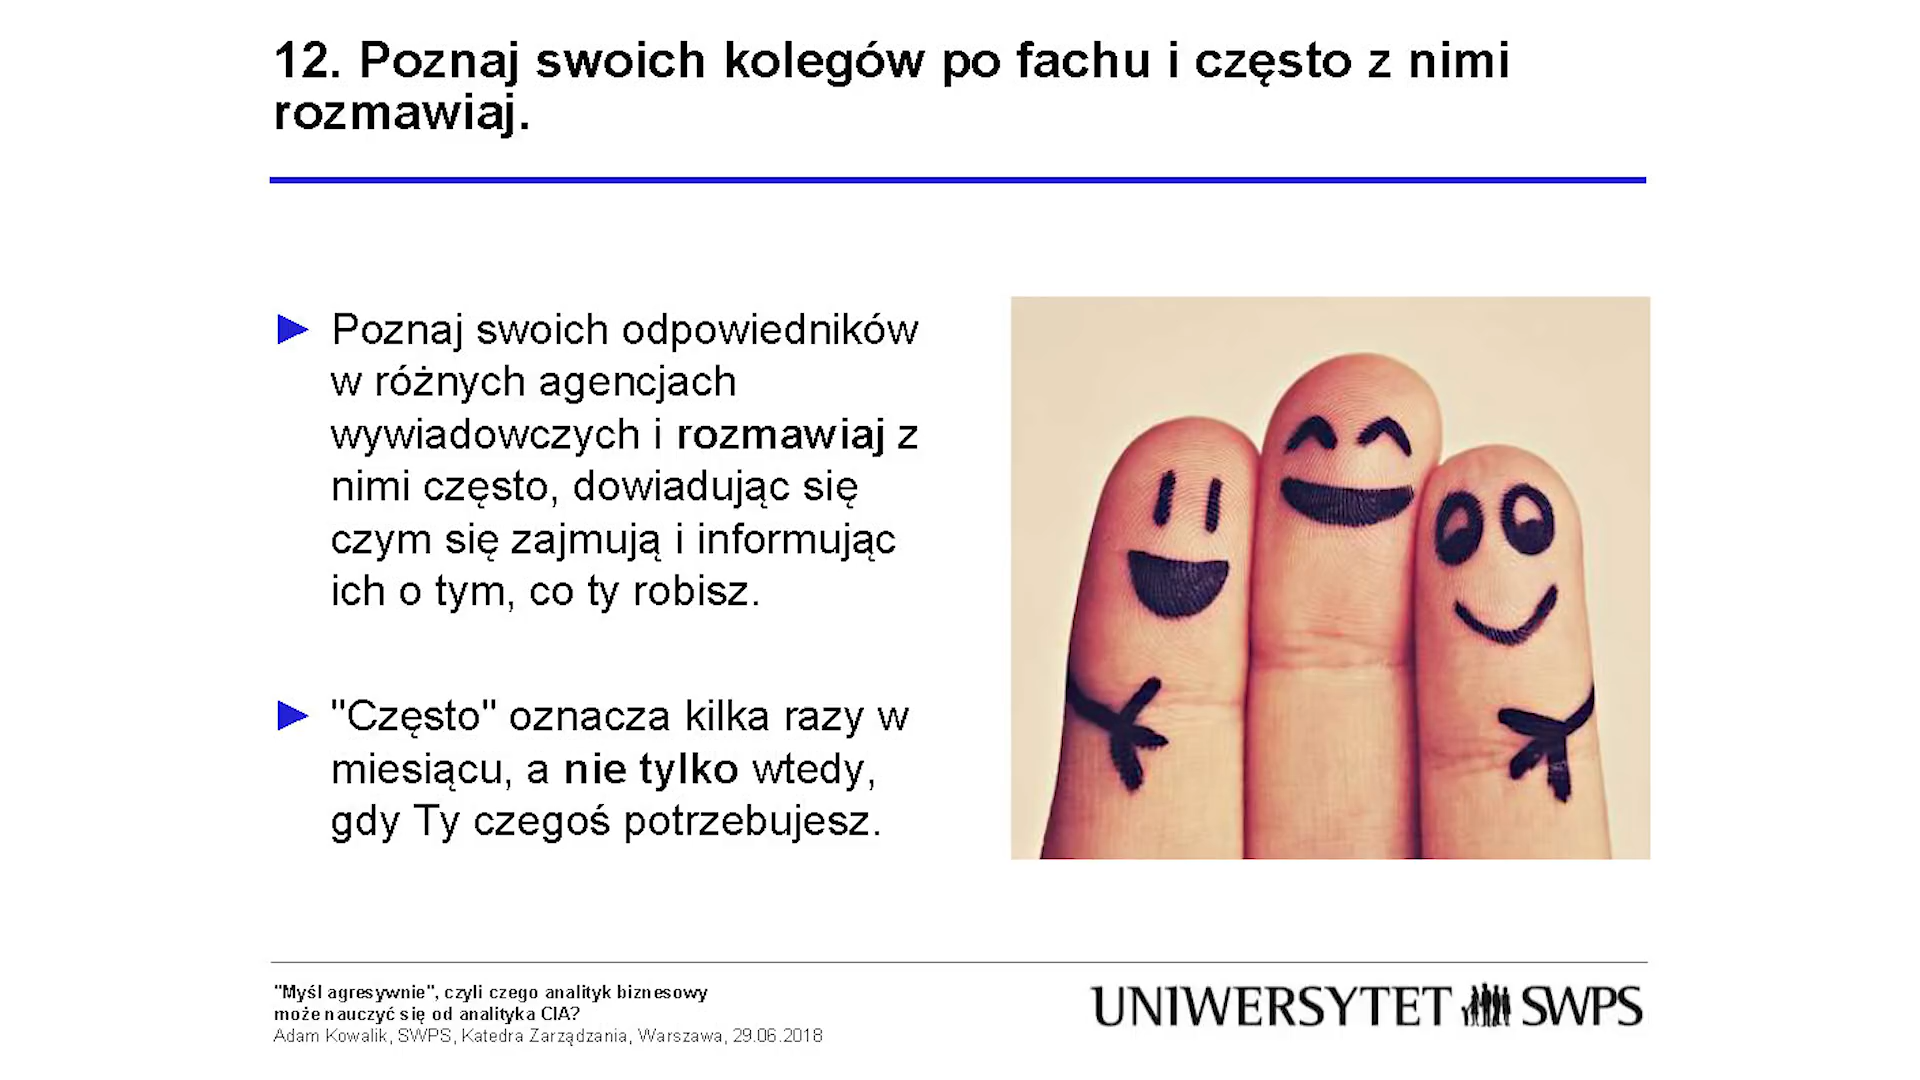 12. Poznaj swoich kolegów po fachu i często z nimi
rozmawiaj.
Poznaj swoich odpowiedników
w różnych agencjach
wywiadowczych i rozmawiaj z
nimi często, dowiadując się
czym się zajmują i informując
ich o tym, co ty robisz.
"Często" oznacza kilka razy w
miesiącu, a nie tylko wtedy,
gdy Ty czegoś potrzebujesz.
"Myśl agresywnie", czyli czego analityk biznesowy
może nauczyć się od analityka CIA?
Adam Kowalik, SWPS, Katedra Zarządzania, Warszawa, 29.06.2018
UNIWERSYTET SWPS